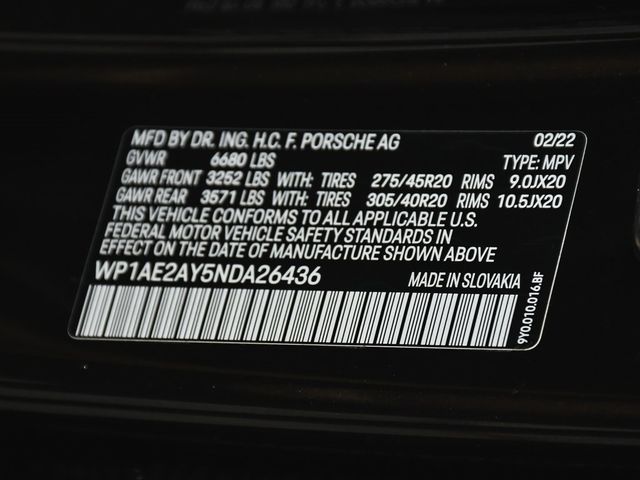 MFD BY DR. ING. H.C. F. PORSCHE AG 02/22
GVWR 6680 LBS TYPE: MPV
GAWR FRONT 3252 LBS WITH: TIRES 275/45R20 RIMS 9.0JX20
GAWR REAR 3571 LBS WITH: TIRES 305/40R20 RIMS 10.5JX20
THIS VEHICLE CONFORMS TO ALL APPLICABLE U.S.
FEDERAL MOTOR VEHICLE SAFETY STANDARDS IN
EFFECT ON THE DATE OF MANUFACTURE SHOWN ABOVE
WP1AE2AY5NDA26436 MADE IN SLOVAKIA
9Y0.010.016.BF